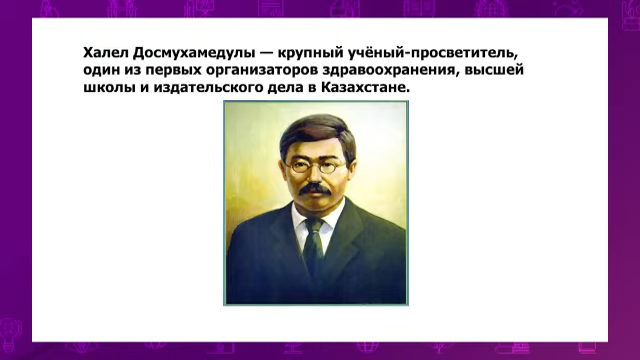 Халел Досмухамедулы — крупный учёный-просветитель,
один из первых организаторов здравоохранения, высшей
школы и издательского дела в Казахстане.